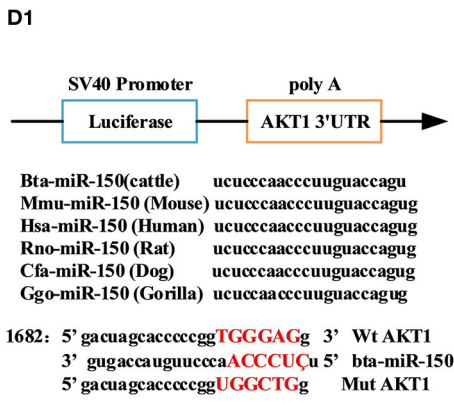 D1
SV40 Promoter poly A
Luciferase AKT1 3'UTR
Bta-miR-150(cattle) ucucccaacccuuguaccagu
Mmu-miR-150 (Mouse) ucucccaacccuuguaccagug
Hsa-miR-150 (Human) ucucccaacccuuguaccagug
Rno-miR-150 (Rat) ucucccaacccuuguaccagug
Cfa-miR-150 (Dog) ucucccaacccuuguaccagug
Ggo-miR-150 (Gorilla) ucuccaacccuuguaccagug
1682: 5' gacuagcacccccggTGGGAGg 3' Wt AKT1
3' gugaccauguucccaACCCUÇu 5' bta-miR-150
5' gacuagcacccccggUGGCTGg Mut AKT1